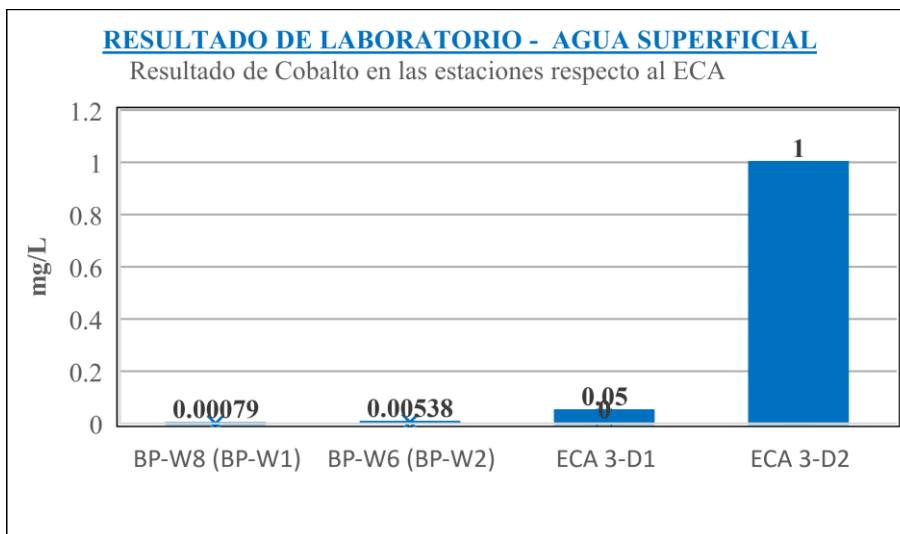 RESULTADO DE LABORATORIO - AGUA SUPERFICIAL
Resultado de Cobalto en las estaciones respecto al ECA
mg/L
1.2
1
0.8
0.6
0.4
0.2
0
0.00079
0.00538
0.05
0
1
BP-W8 (BP-W1)
BP-W6 (BP-W2)
ECA 3-D1
ECA 3-D2